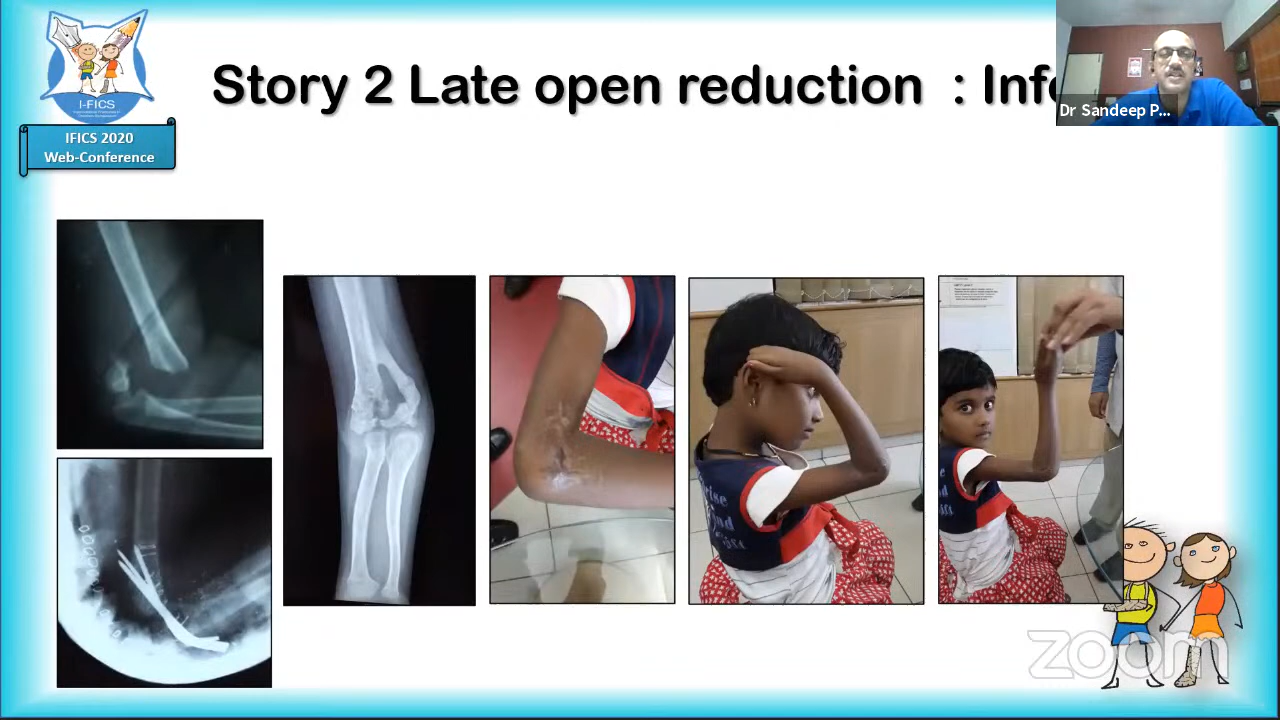 Story 2 Late open reduction : Inf
Dr Sandeep P...
I-FICS
IFICS 2020
Web-Conference
zoom